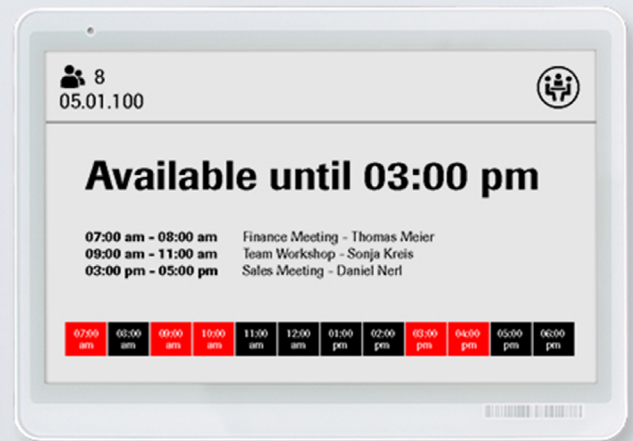 8
05.01.100
Available until 03:00 pm
07:00 am - 08:00 am Finance Meeting - Thomas Meier
09:00 am - 11:00 am Team Workshop - Sonja Kreis
03:00 pm - 05:00 pm Sales Meeting - Daniel Nerl
07:00 am 08:00 am 09:00 am 10:00 am 11:00 am 12:00 am 01:00 pm 02:00 pm 03:00 pm 04:00 pm 05:00 pm 06:00 pm